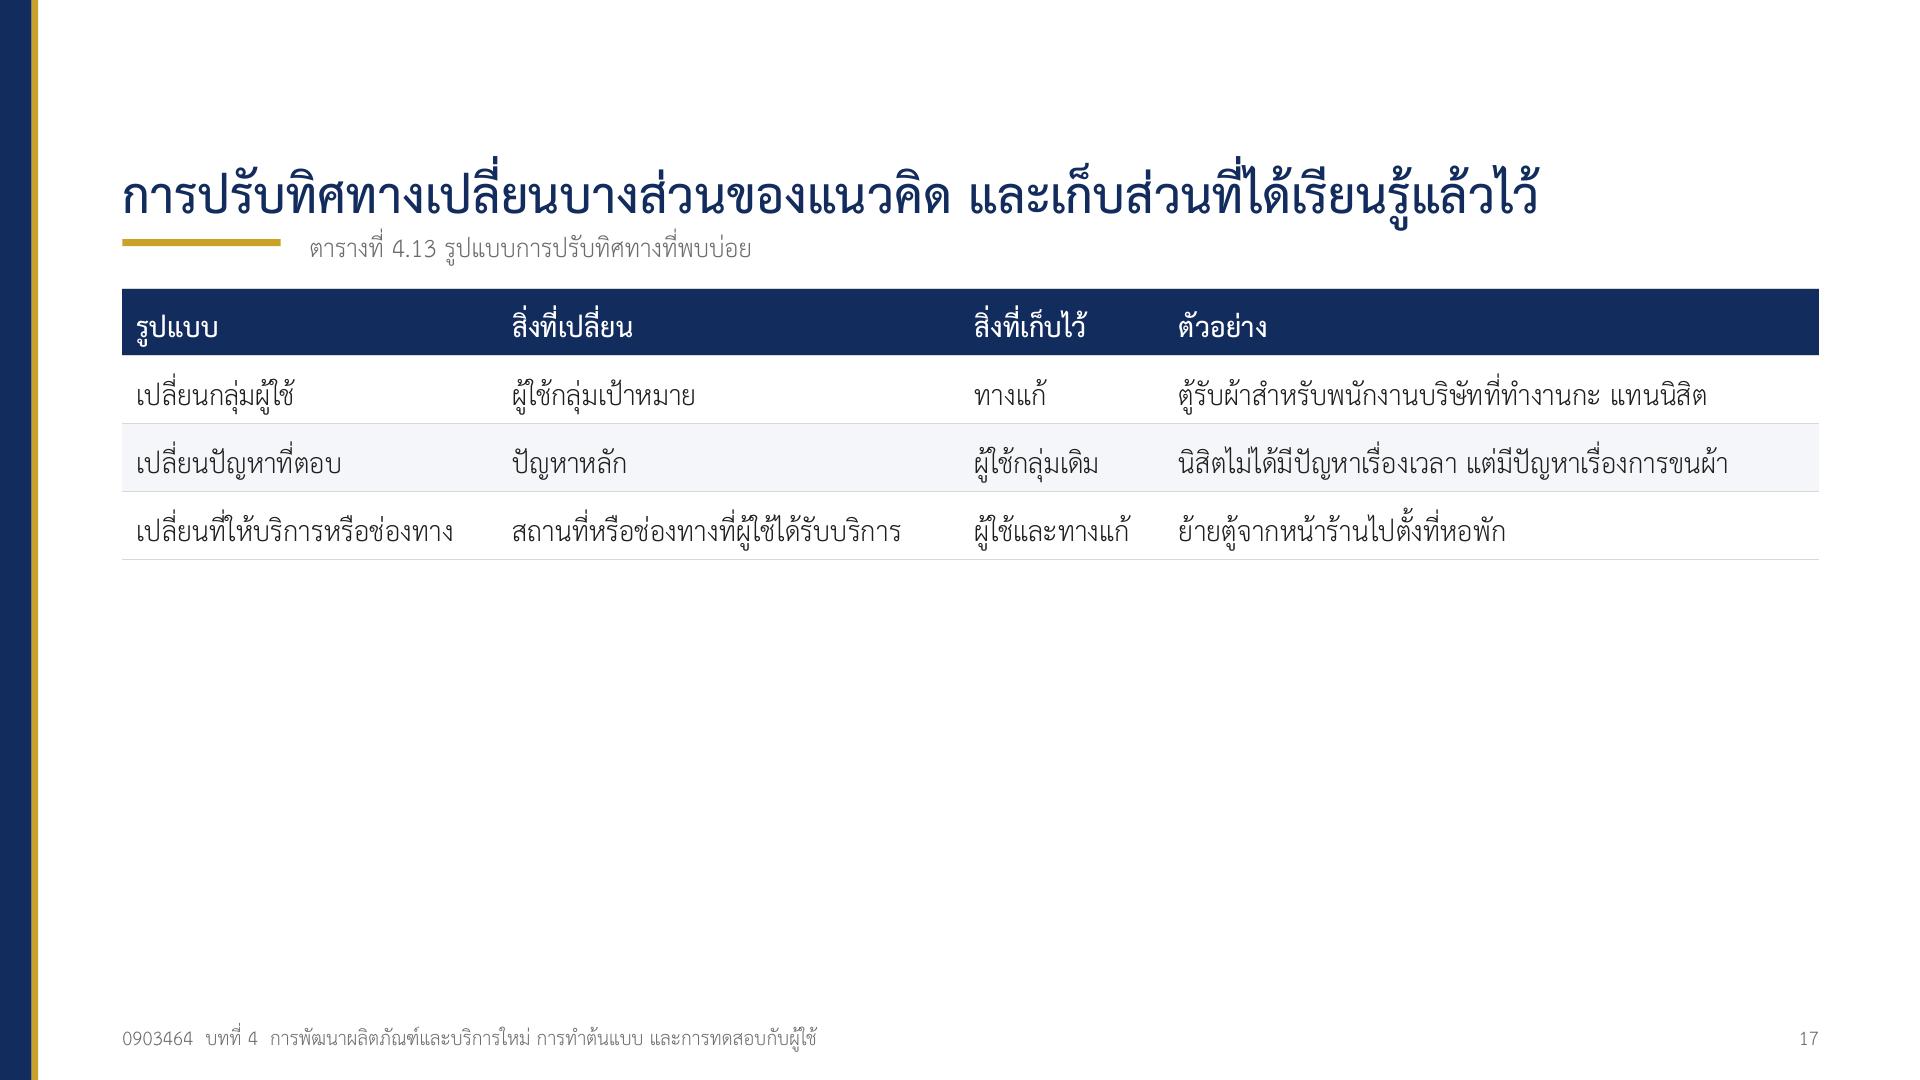 การปรับทิศทางเปลี่ยนบางส่วนของแนวคิด และเก็บส่วนที่ได้เรียนรู้แล้วไว้
ตารางที่ 4.13 รูปแบบการปรับทิศทางที่พบบ่อย
รูปแบบ สิ่งที่เปลี่ยน สิ่งที่เก็บไว้ ตัวอย่าง
เปลี่ยนกลุ่มผู้ใช้ ผู้ใช้กลุ่มเป้าหมาย ทางแก้ ตู้รับผ้าสำหรับพนักงานบริษัทที่ทำงานกะ แทนนิสิต
เปลี่ยนปัญหาที่ตอบ ปัญหาหลัก ผู้ใช้กลุ่มเดิม นิสิตไม่ได้มีปัญหาเรื่องเวลา แต่มีปัญหาเรื่องการขนผ้า
เปลี่ยนที่ให้บริการหรือช่องทาง สถานที่หรือช่องทางที่ผู้ใช้ได้รับบริการ ผู้ใช้และทางแก้ ย้ายตู้จากหน้าร้านไปตั้งที่หอพัก
0903464 บทที่ 4 การพัฒนาผลิตภัณฑ์และบริการใหม่ การทำต้นแบบ และการทดสอบกับผู้ใช้ 17